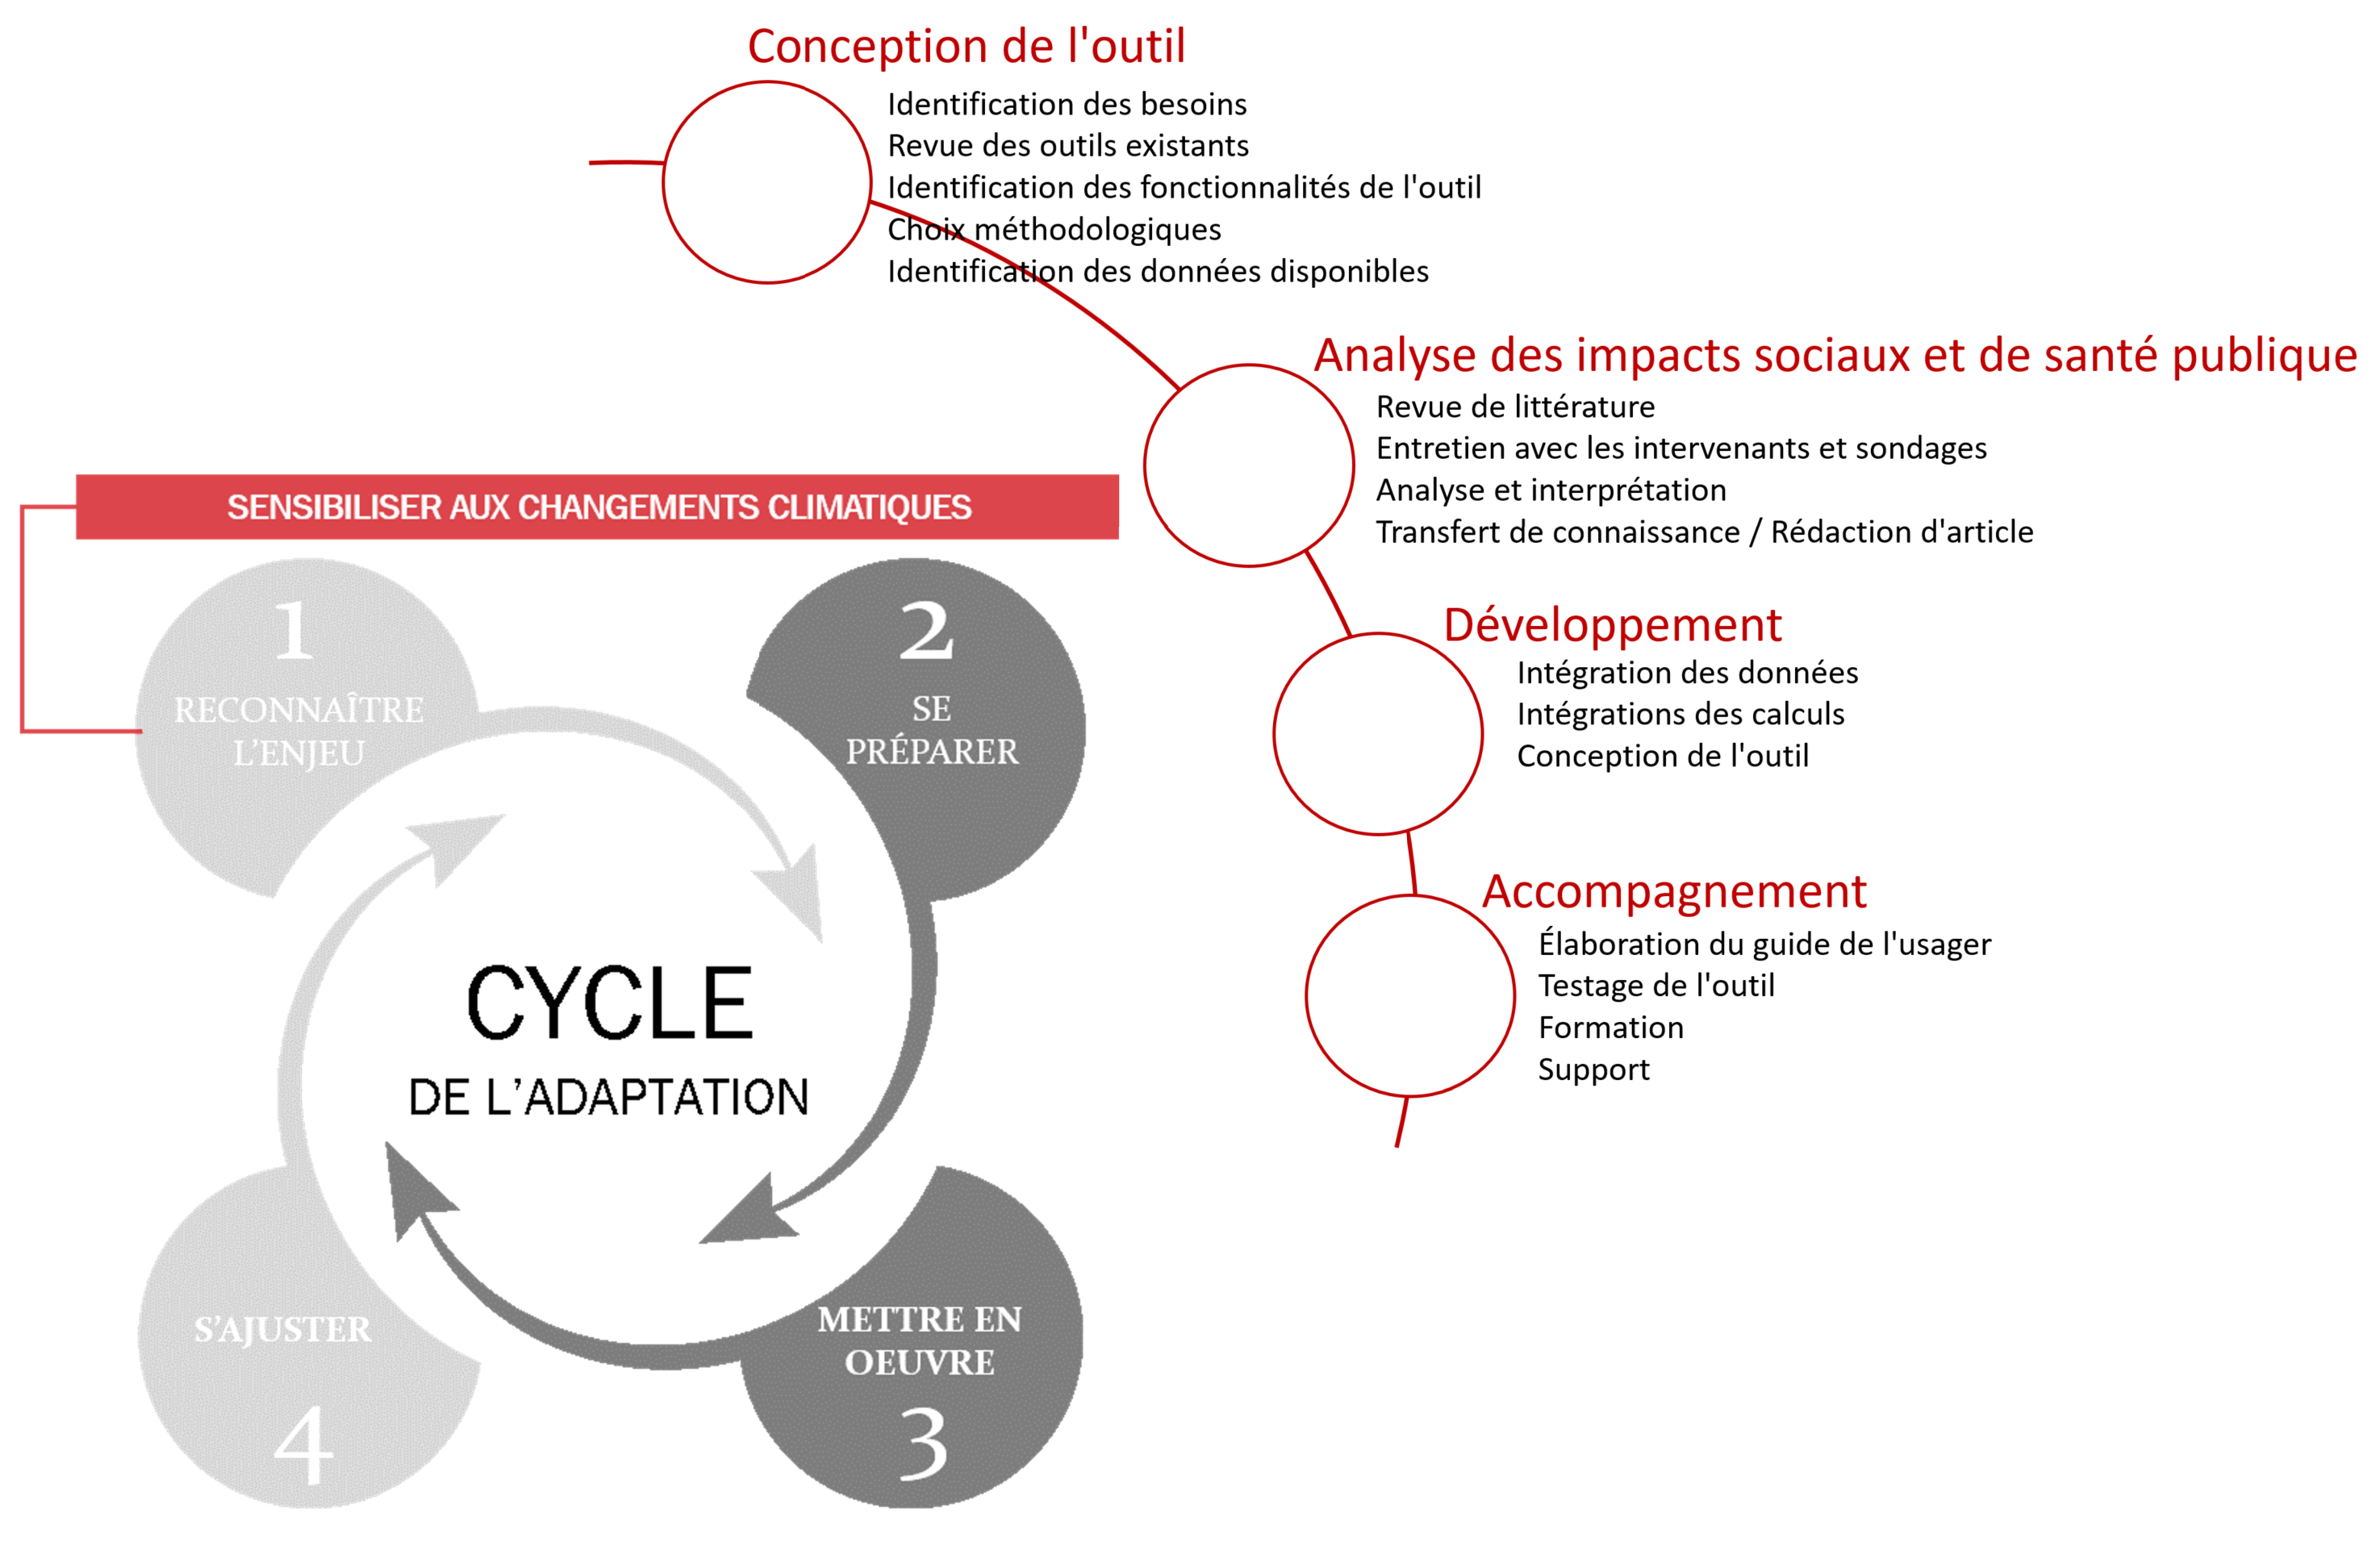 Conception de l'outil
Identification des besoins
Revue des outils existants
Identification des fonctionnalités de l'outil
Choix méthodologiques
Identification des données disponibles
Analyse des impacts sociaux et de santé publique
Revue de littérature
Entretien avec les intervenants et sondages
Analyse et interprétation
Transfert de connaissance / Rédaction d'article
Développement
Intégration des données
Intégrations des calculs
Conception de l'outil
Accompagnement
Élaboration du guide de l'usager
Testage de l'outil
Formation
Support
SENSIBILISER AUX CHANGEMENTS CLIMATIQUES
1
RECONNAÎTRE
L’ENJEU
2
SE
PRÉPARER
CYCLE
DE L’ADAPTATION
METTRE EN
OEUVRE
3
S’AJUSTER
4